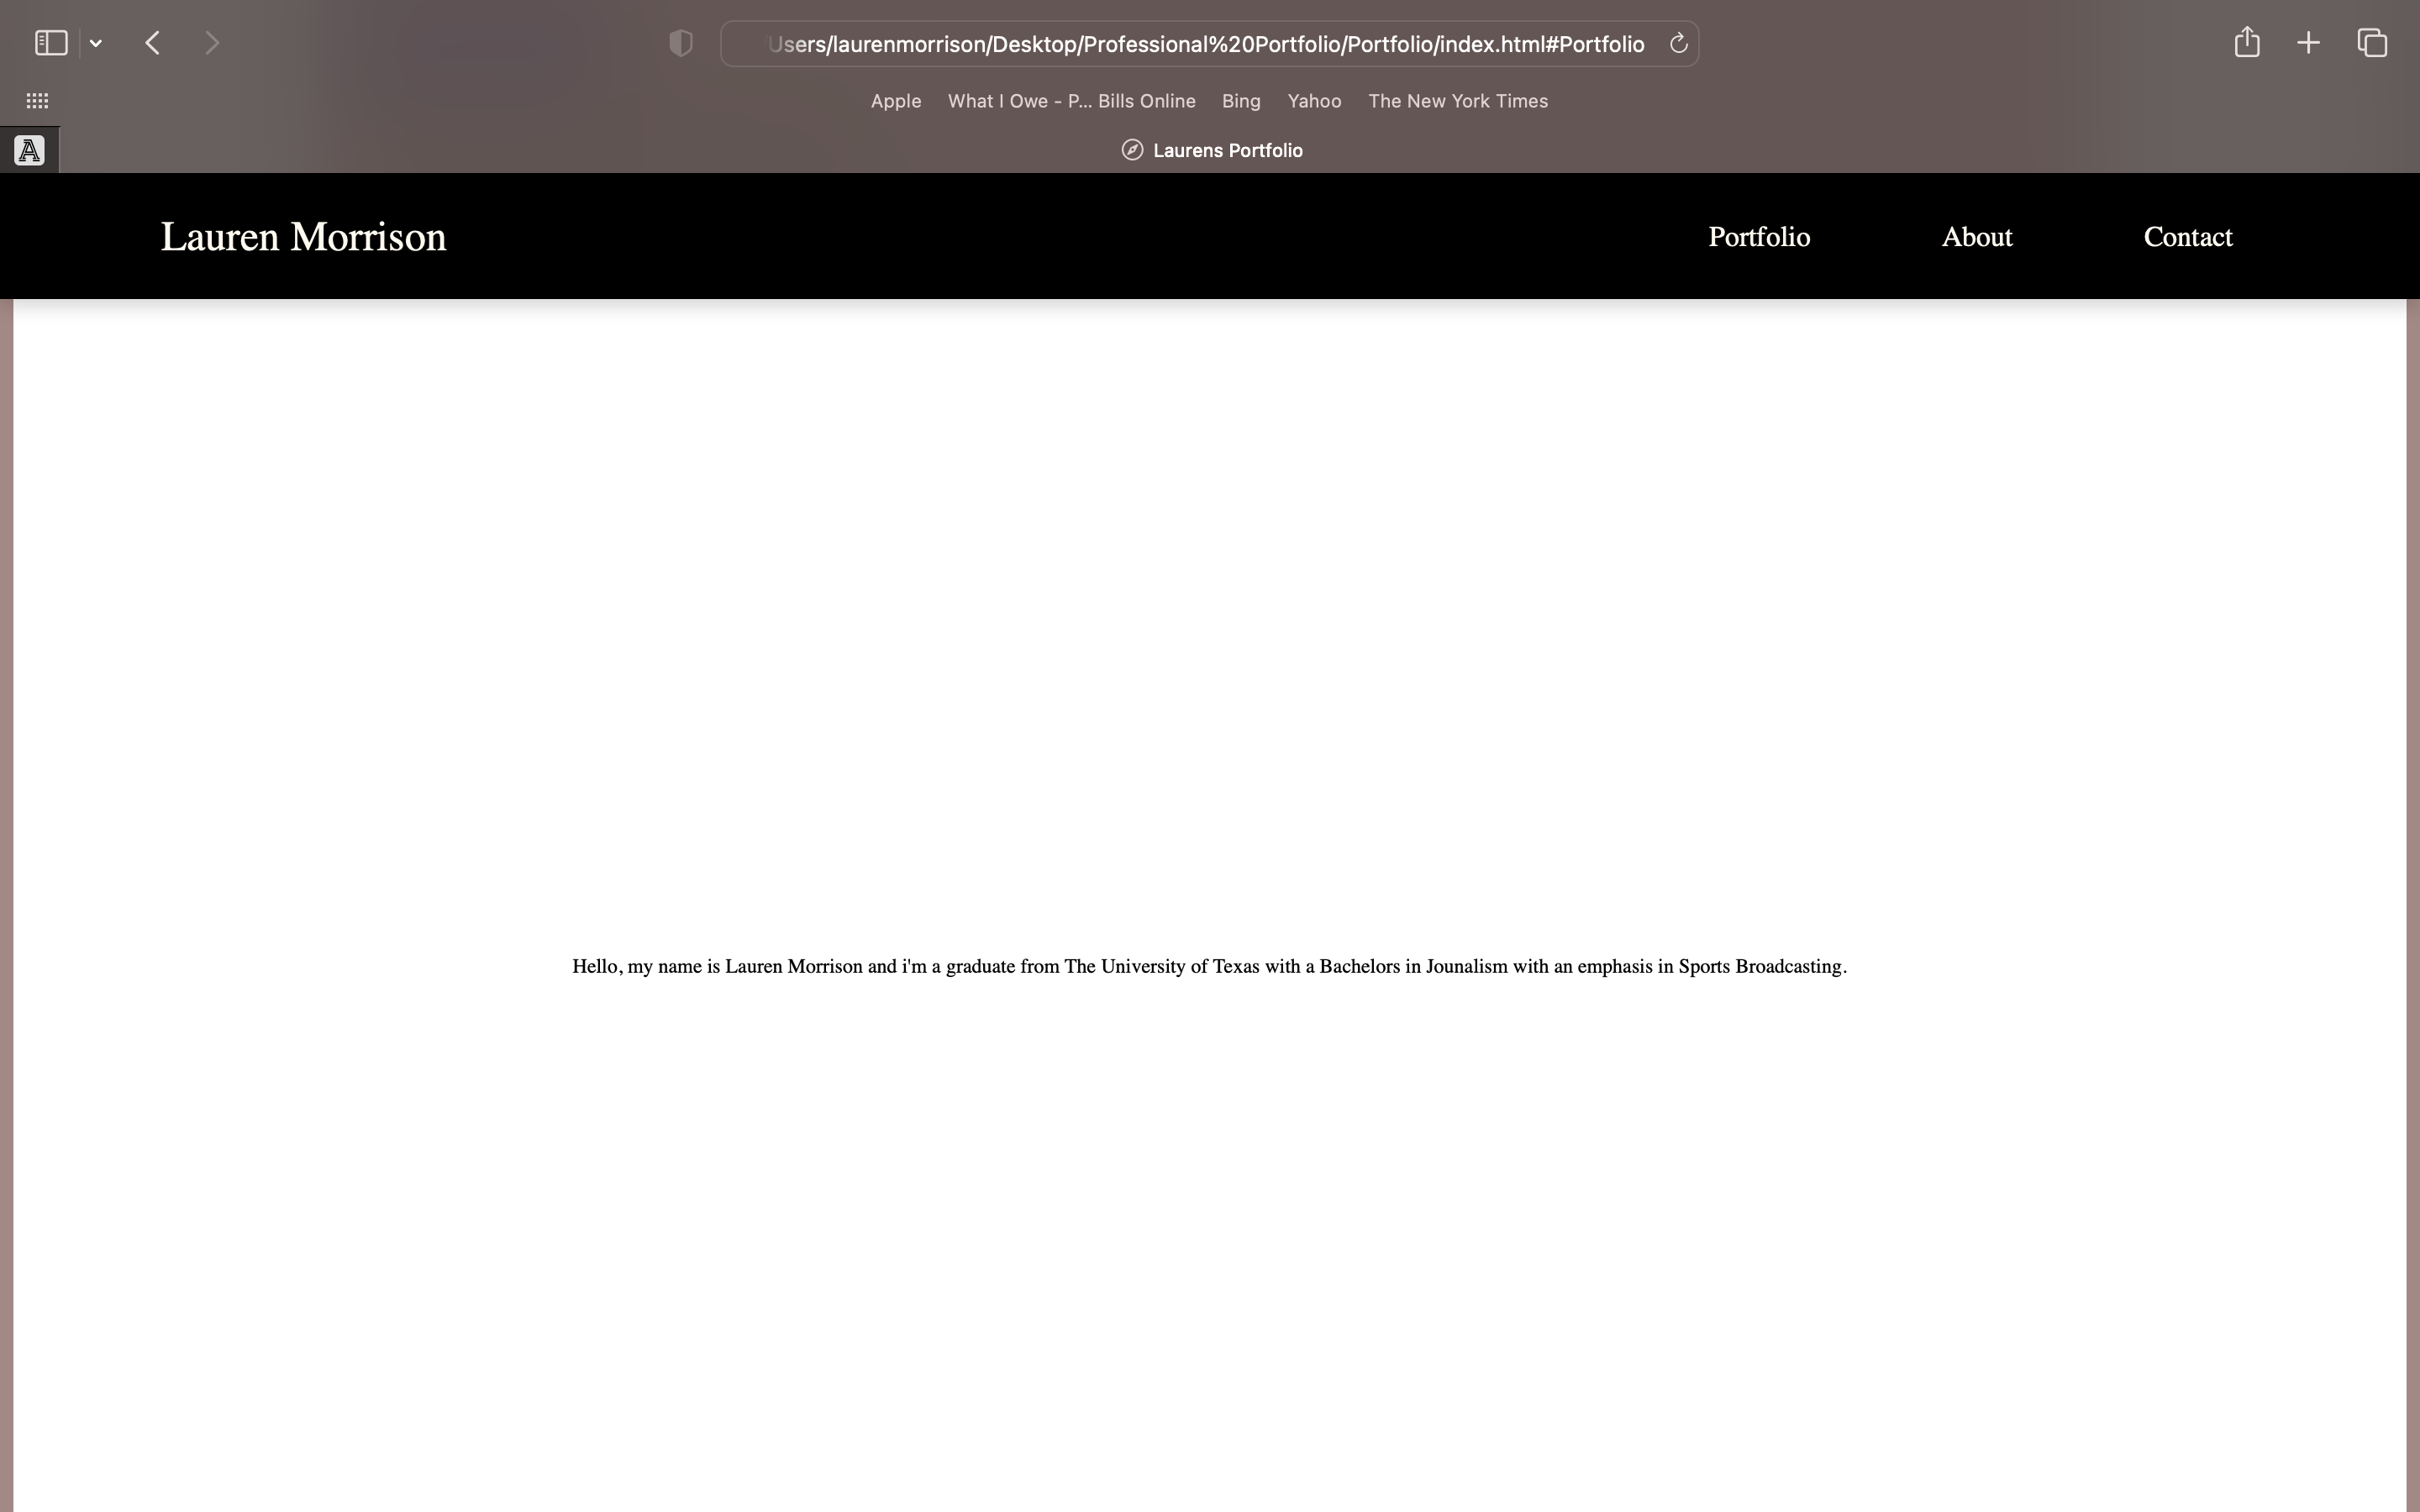 Users/laurenmorrison/Desktop/Professional%20Portfolio/Portfolio/index.html#Portfolio
Apple What I Owe - P... Bills Online Bing Yahoo The New York Times
A Laurens Portfolio
Lauren Morrison Portfolio About Contact
Hello, my name is Lauren Morrison and i'm a graduate from The University of Texas with a Bachelors in Jounalism with an emphasis in Sports Broadcasting.